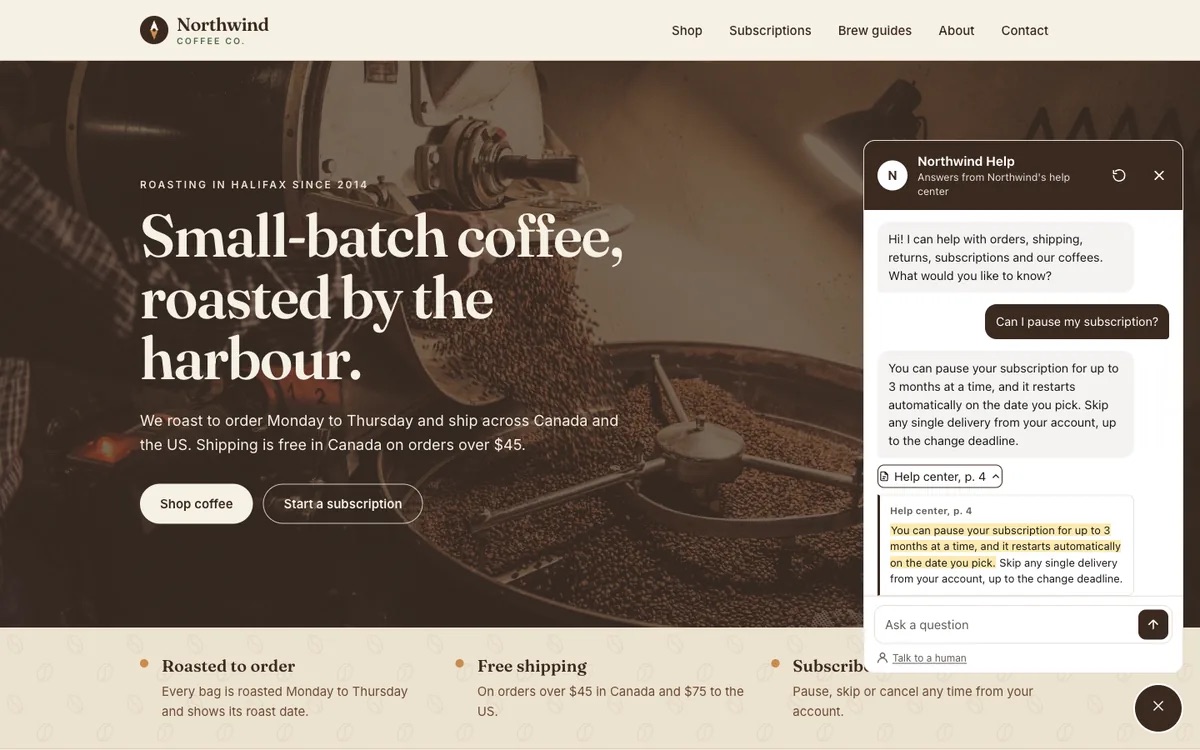 Northwind
COFFEE CO.
Shop
Subscriptions
Brew guides
About
Contact
ROASTING IN HALIFAX SINCE 2014
Small-batch coffee,
roasted by the
harbour.
We roast to order Monday to Thursday and ship across Canada and
the US. Shipping is free in Canada on orders over $45.
Shop coffee
Start a subscription
N
Northwind Help
Answers from Northwind's help
center
Hi! I can help with orders, shipping,
returns, subscriptions and our coffees.
What would you like to know?
Can I pause my subscription?
You can pause your subscription for up to
3 months at a time, and it restarts
automatically on the date you pick. Skip
any single delivery from your account, up
to the change deadline.
Help center, p. 4
Help center, p. 4
You can pause your subscription for up to 3
months at a time, and it restarts automatically
on the date you pick. Skip any single delivery
from your account, up to the change deadline.
Ask a question
Talk to a human
Roasted to order
Every bag is roasted Monday to Thursday
and shows its roast date.
Free shipping
On orders over $45 in Canada and $75 to the
US.
Subscribe
Pause, skip or cancel any time from your
account.